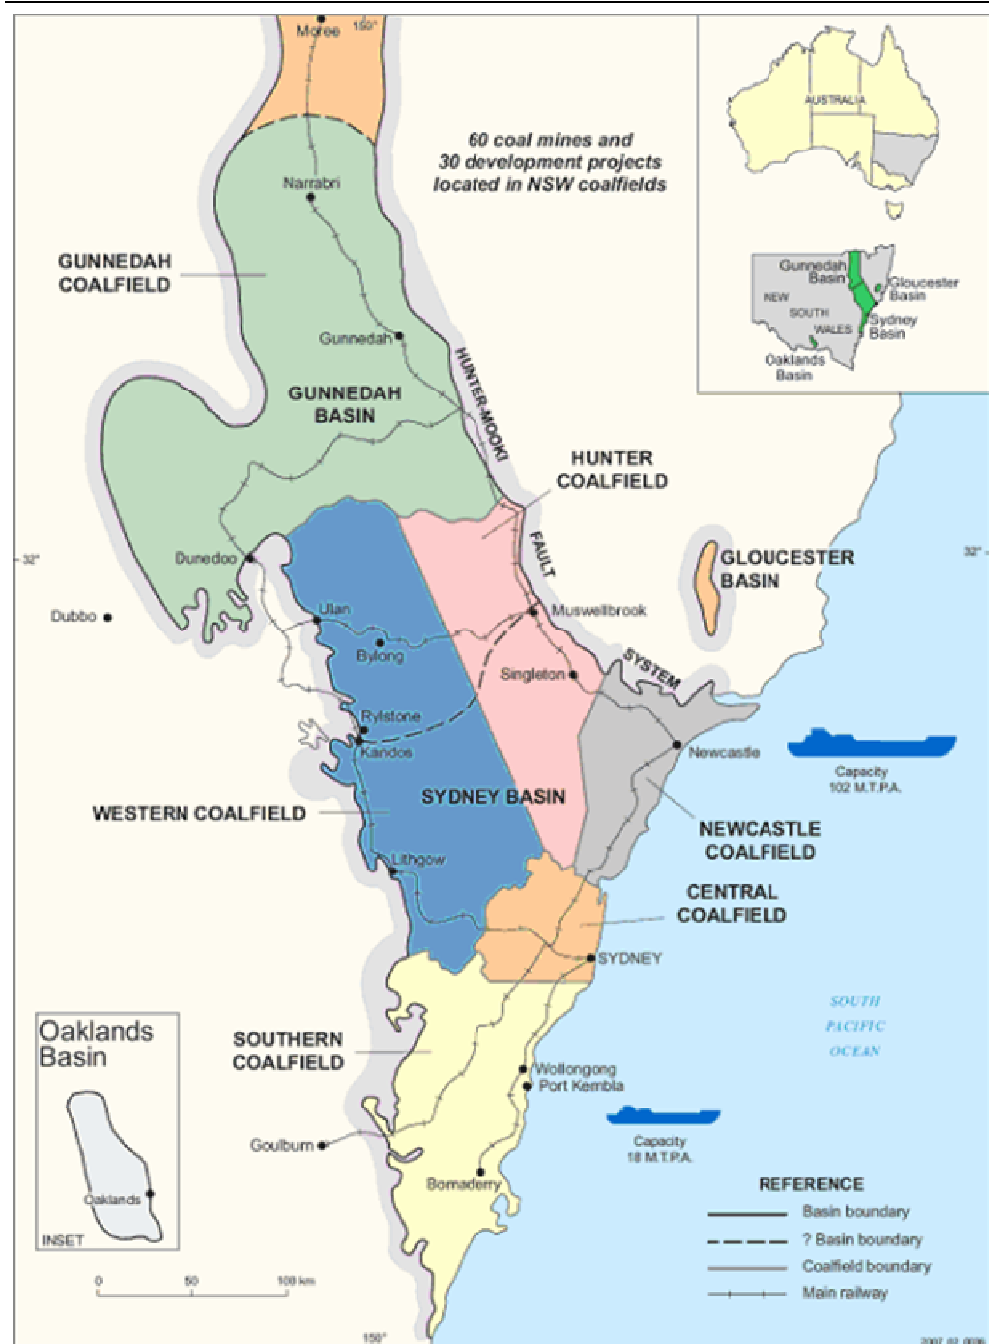 Moree
150°
60 coal mines and
30 development projects
located in NSW coalfields
AUSTRALIA
Narrabri
GUNNEDAH
COALFIELD
Gunnedah
Basin
Gloucester
Basin
NEW
SOUTH
WALES
Sydney
Basin
Oaklands
Basin
Gunnedah
HUNTER-MOOKI
GUNNEDAH
BASIN
HUNTER
COALFIELD
FAULT
32°
32°
Dunedoo
GLOUCESTER
BASIN
Dubbo
Ulan
Muswellbrook
Bylong
Singleton
SYSTEM
Rylstone
Kandos
Newcastle
Capacity
102 M.T.P.A.
SYDNEY BASIN
WESTERN COALFIELD
NEWCASTLE
COALFIELD
Lithgow
CENTRAL
COALFIELD
SYDNEY
SOUTH
PACIFIC
OCEAN
Oaklands
Basin
SOUTHERN
COALFIELD
Wollongong
Port Kembla
Goulburn
Capacity
18 M.T.P.A.
Bomaderry
Oaklands
INSET
REFERENCE
Basin boundary
? Basin boundary
Coalfield boundary
Main railway
0 50 100 km
150°